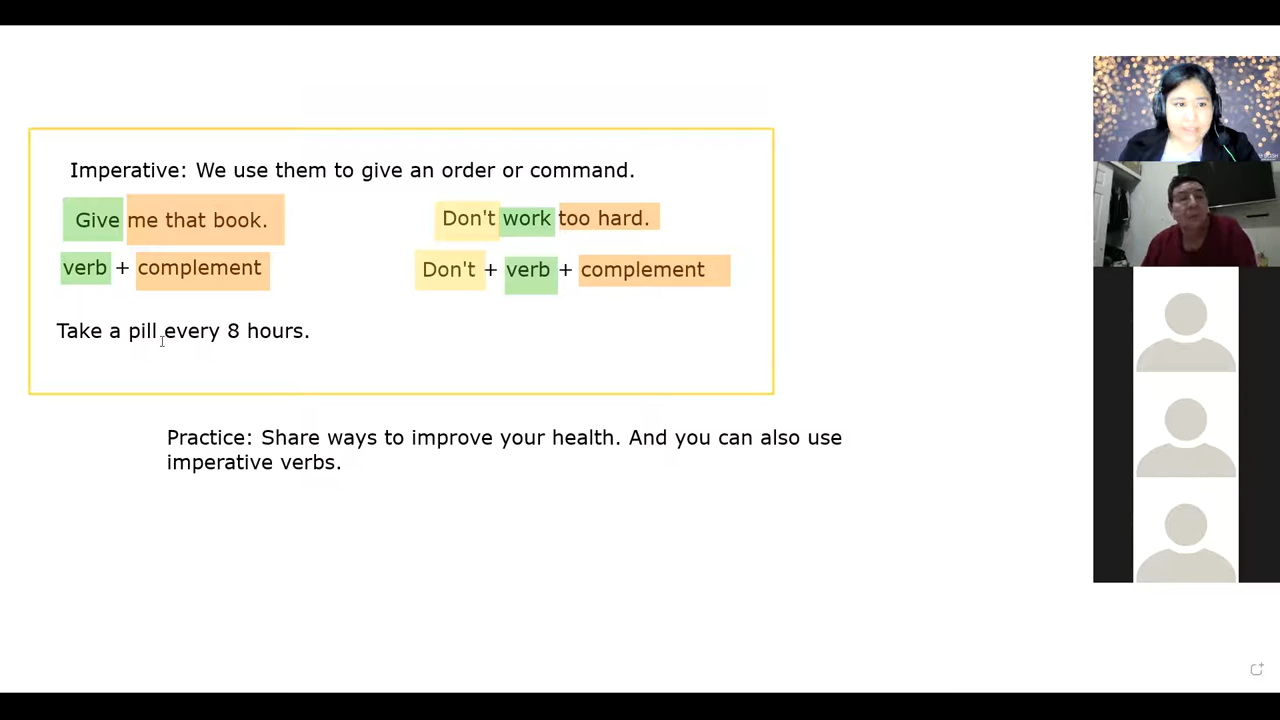 Imperative: We use them to give an order or command.
Give me that book.
Don't work too hard.
verb + complement
Don't + verb + complement
Take a pill every 8 hours.
Practice: Share ways to improve your health. And you can also use
imperative verbs.